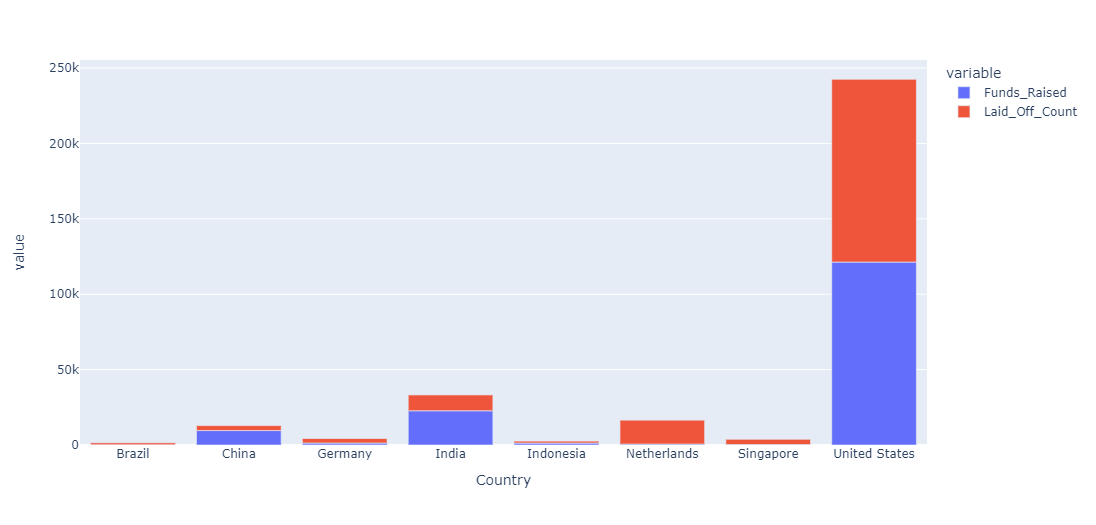 variable
Funds_Raised
Laid_Off_Count
250k
200k
150k
100k
50k
0
value
Brazil China Germany India Indonesia Netherlands Singapore United States
Country